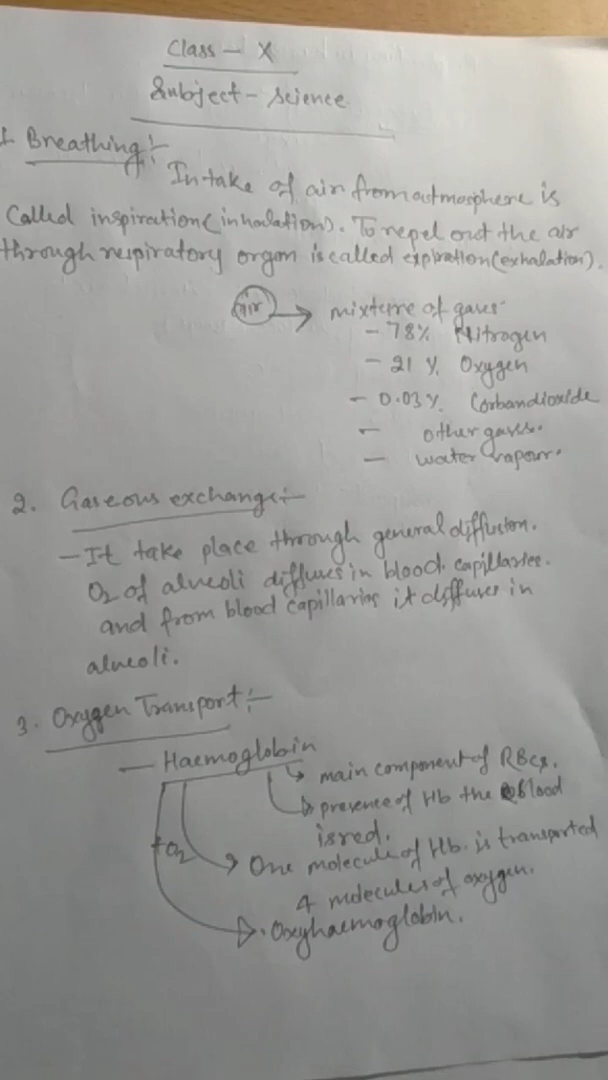 Class - X
Subject - Science
1. Breathing :-
Intake of air from outmosphere is
Called inspiration (inhalation). To repel out the air
through respiratory organ is called expiration (exhalation).
air → mixture of gases
- 78% Nitrogen
- 21 %. Oxygen
- 0.03 %. Corbandioxide
- other gases.
- water vapour.
2. Gaseous exchange :-
- It take place through general diffusion.
O2 of alveoli diffuses in blood capillaries.
and from blood capillaries it diffuses in
alveoli.
3. Oxygen Transport :-
- Haemoglobin
→ main component of RBCs.
→ presence of Hb the Blood
is red.
+O2
→ One molecule of Hb. is transported
4 molecules of oxygen.
→ Oxyhaemoglobin.